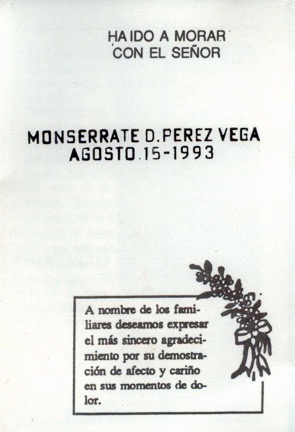 HA IDO A MORAR
CON EL SEÑOR
MONSERRATE D. PEREZ VEGA
AGOSTO.15-1993
A nombre de los fami-
liares deseamos expresar
el más sincero agradeci-
miento por su demostra-
ción de afecto y cariño
en sus momentos de do-
lor.